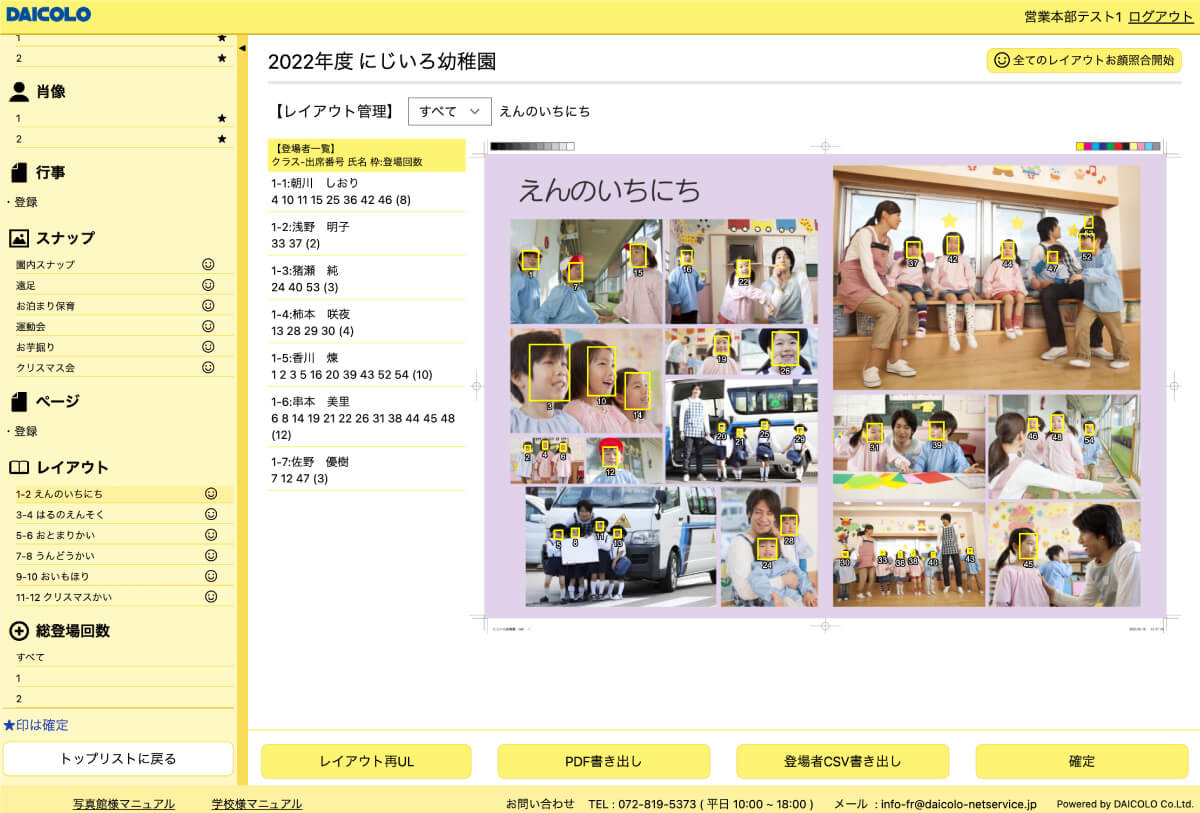 DAICOLO
営業本部テスト1 ログアウト
1 ★
2 ★
肖像
1 ★
2 ★
行事
・登録
スナップ
園内スナップ
遠足
お泊まり保育
運動会
お芋掘り
クリスマス会
ページ
・登録
レイアウト
1-2 えんのいちにち
3-4 はるのえんそく
5-6 おとまりかい
7-8 うんどうかい
9-10 おいもほり
11-12 クリスマスかい
総登場回数
すべて
1
2
★印は確定
トップリストに戻る
2022年度 にじいろ幼稚園
全てのレイアウトお顔照合開始
【レイアウト管理】 すべて えんのいちにち
【登場者一覧】
クラス-出席番号 氏名 枠:登場回数
1-1:朝川　しおり
4 10 11 15 25 36 42 46 (8)
1-2:浅野　明子
33 37 (2)
1-3:猪瀬　純
24 40 53 (3)
1-4:柿本　咲夜
13 28 29 30 (4)
1-5:香川　煉
1 2 3 5 16 20 39 43 52 54 (10)
1-6:串本　美里
6 8 14 19 21 22 26 31 38 44 45 48
(12)
1-7:佐野　優樹
7 12 47 (3)
えんのいちにち
1
7
15
16
22
3
10
14
19
26
2
4
6
12
20
21
25
29
5
8
11
13
24
28
37
42
44
47
52
31
39
46
48
54
30
33
36
38
40
43
45
レイアウト再UL
PDF書き出し
登場者CSV書き出し
確定
写真館様マニュアル 学校様マニュアル
お問い合わせ TEL : 072-819-5373 ( 平日 10:00 ~ 18:00 ) メール : info-fr@daicolo-netservice.jp Powered by DAICOLO Co.Ltd.